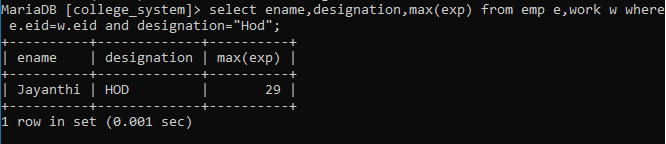 MariaDB [college_system]> select ename,designation,max(exp) from emp e,work w where
 e.eid=w.eid and designation="Hod";
+----------+-------------+----------+
| ename    | designation | max(exp) |
+----------+-------------+----------+
| Jayanthi | HOD         |       29 |
+----------+-------------+----------+
1 row in set (0.001 sec)